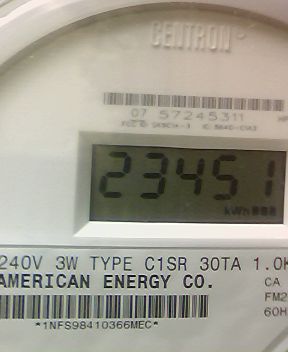 CENTRON
07 57245311
23451
kWh
240V 3W TYPE C1SR 30TA 1.0K
AMERICAN ENERGY CO.
CA
FM2
60H
*1NFS98410366MEC*